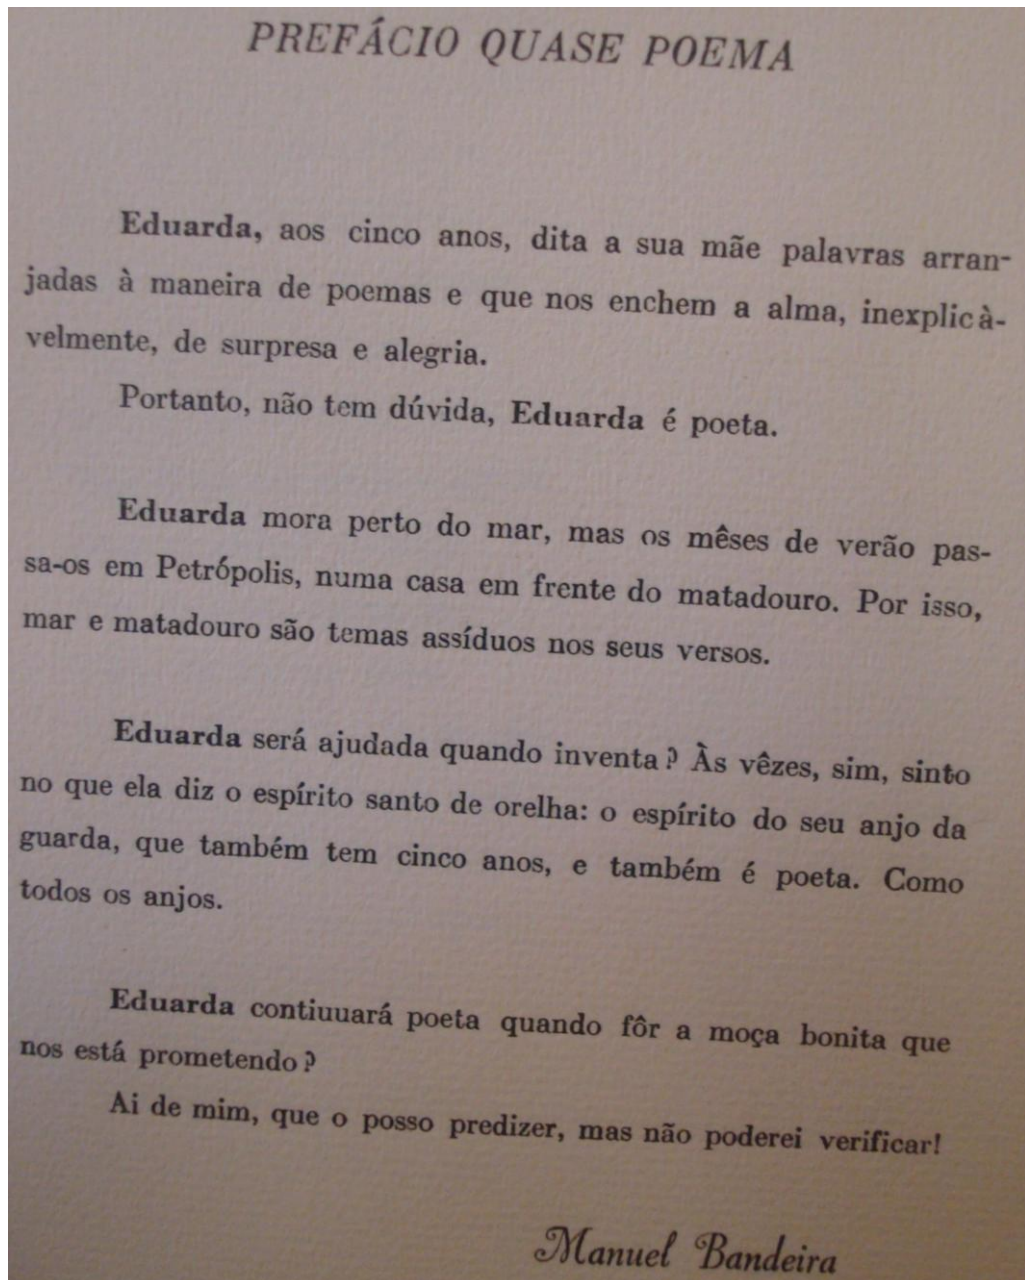 PREFÁCIO QUASE POEMA
Eduarda, aos cinco anos, dita a sua mãe palavras arran-
jadas à maneira de poemas e que nos enchem a alma, inexplicà-
velmente, de surpresa e alegria.
Portanto, não tem dúvida, Eduarda é poeta.
Eduarda mora perto do mar, mas os mêses de verão pas-
sa-os em Petrópolis, numa casa em frente do matadouro. Por isso,
mar e matadouro são temas assíduos nos seus versos.
Eduarda será ajudada quando inventa? Às vêzes, sim, sinto
no que ela diz o espírito santo de orelha: o espírito do seu anjo da
guarda, que também tem cinco anos, e também é poeta. Como
todos os anjos.
Eduarda contiuuará poeta quando fôr a moça bonita que
nos está prometendo?
Ai de mim, que o posso predizer, mas não poderei verificar!
Manuel Bandeira